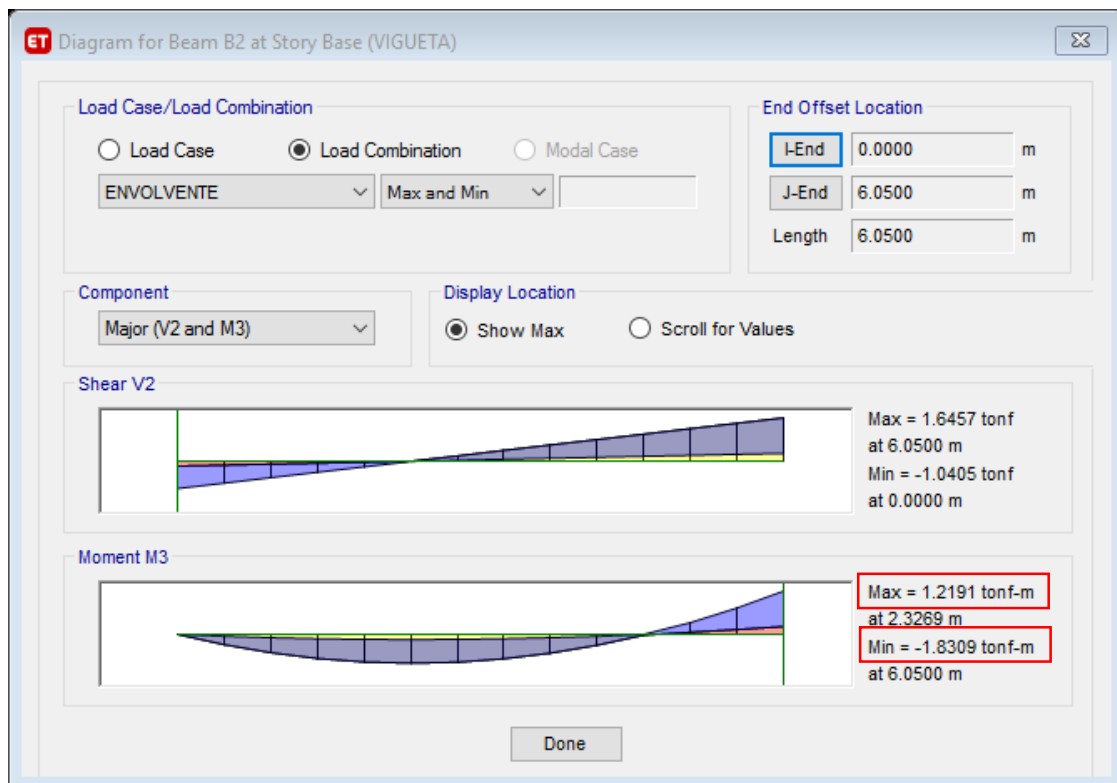 ET Diagram for Beam B2 at Story Base (VIGUETA)
Load Case/Load Combination
Load Case Load Combination Modal Case
ENVOLVENTE Max and Min
End Offset Location
I-End 0.0000 m
J-End 6.0500 m
Length 6.0500 m
Component
Major (V2 and M3)
Display Location
Show Max Scroll for Values
Shear V2
Max = 1.6457 tonf
at 6.0500 m
Min = -1.0405 tonf
at 0.0000 m
Moment M3
Max = 1.2191 tonf-m
at 2.3269 m
Min = -1.8309 tonf-m
at 6.0500 m
Done